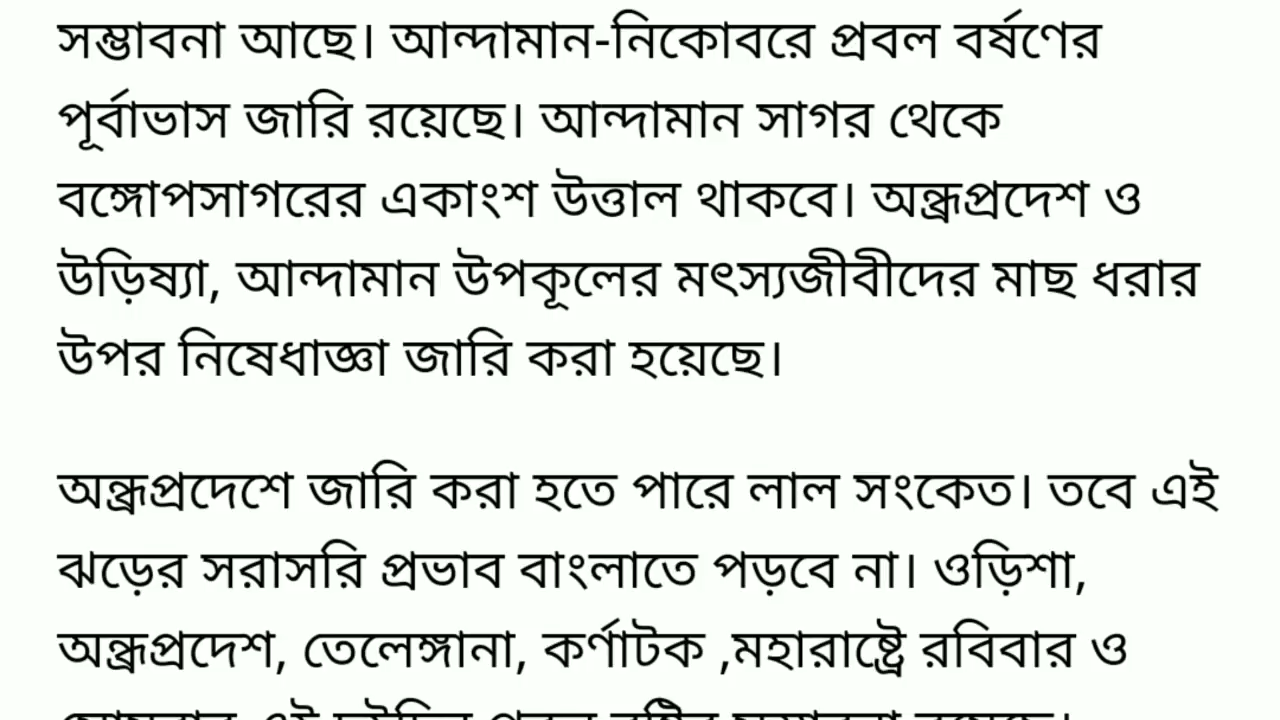 সম্ভাবনা আছে। আন্দামান-নিকোবরে প্রবল বর্ষণের
পূর্বাভাস জারি রয়েছে। আন্দামান সাগর থেকে
বঙ্গোপসাগরের একাংশ উত্তাল থাকবে। অন্ধ্রপ্রদেশ ও
উড়িষ্যা, আন্দামান উপকূলের মৎস্যজীবীদের মাছ ধরার
উপর নিষেধাজ্ঞা জারি করা হয়েছে।
অন্ধ্রপ্রদেশে জারি করা হতে পারে লাল সংকেত। তবে এই
ঝড়ের সরাসরি প্রভাব বাংলাতে পড়বে না। ওড়িশা,
অন্ধ্রপ্রদেশ, তেলেঙ্গানা, কর্ণাটক ,মহারাষ্ট্রে রবিবার ও